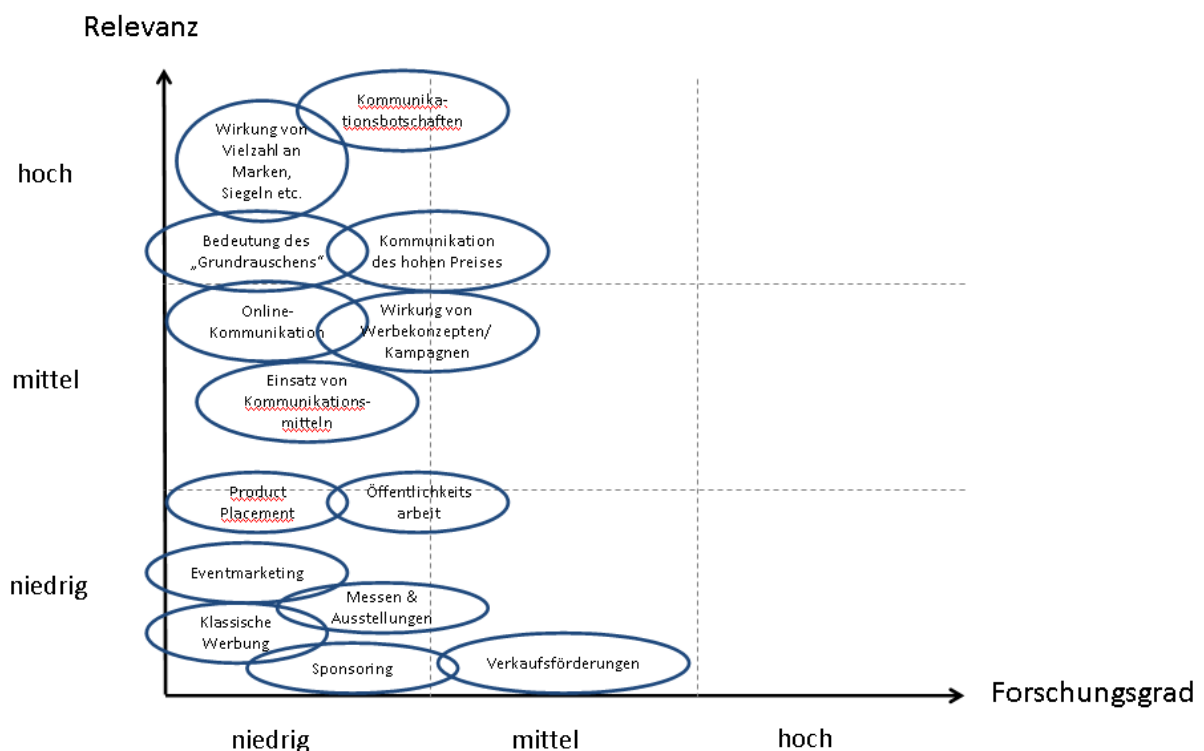 Relevanz
Kommunika-
tionsbotschaften
Wirkung von
Vielzahl an
Marken,
Siegeln etc.
hoch
Bedeutung des
„Grundrauschens“
Kommunikation
des hohen Preises
Online-
Kommunikation
Wirkung von
Werbekonzepten/
Kampagnen
mittel
Einsatz von
Kommunikations-
mitteln
Product
Placement
Öffentlichkeits
arbeit
niedrig
Eventmarketing
Messen &
Ausstellungen
Klassische
Werbung
Sponsoring
Verkaufsförderungen
Forschungsgrad
niedrig
mittel
hoch